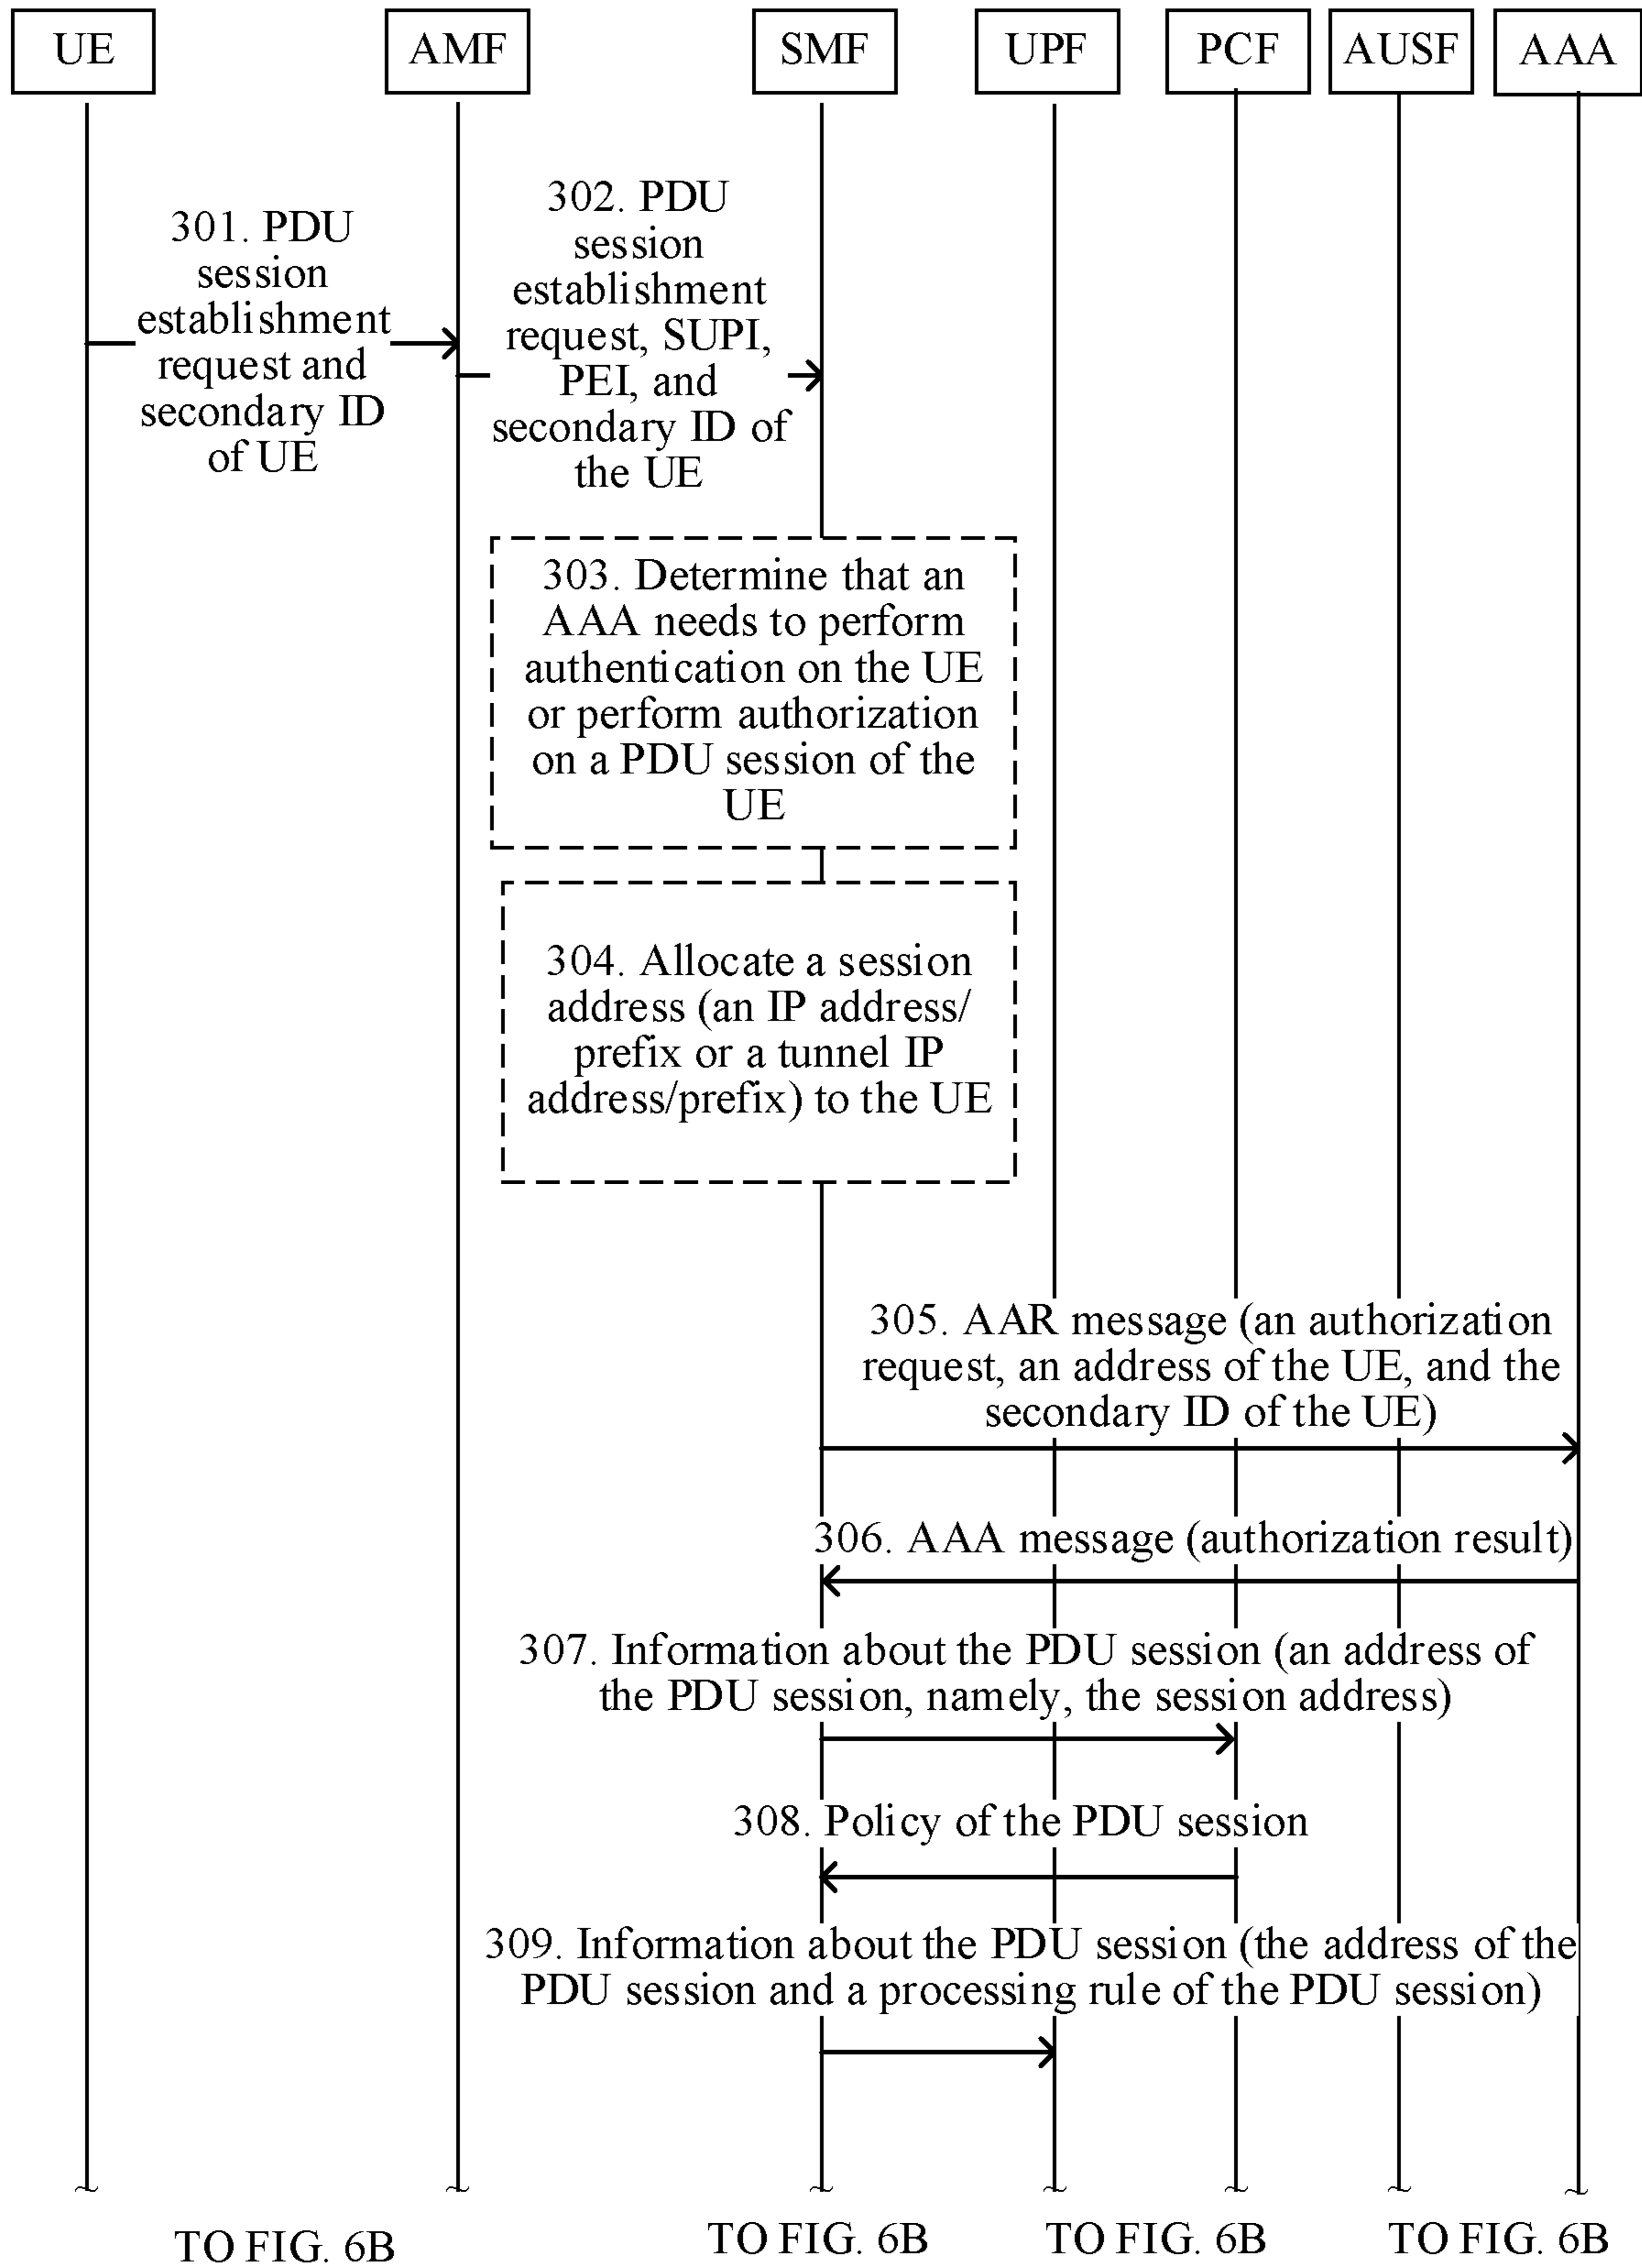 UE
AMF
SMF
UPF
PCF
AUSF
AAA
301. PDU
session
establishment
request and
secondary ID
of UE
302. PDU
session
establishment
request, SUPI,
PEI, and
secondary ID of
the UE
303. Determine that an
AAA needs to perform
authentication on the UE
or perform authorization
on a PDU session of the
UE
304. Allocate a session
address (an IP address/
prefix or a tunnel IP
address/prefix) to the UE
305. AAR message (an authorization
request, an address of the UE, and the
secondary ID of the UE)
306. AAA message (authorization result)
307. Information about the PDU session (an address of
the PDU session, namely, the session address)
308. Policy of the PDU session
309. Information about the PDU session (the address of the
PDU session and a processing rule of the PDU session)
~ ~ ~ ~ ~ ~ ~
TO FIG. 6B
TO FIG. 6B
TO FIG. 6B
TO FIG. 6B